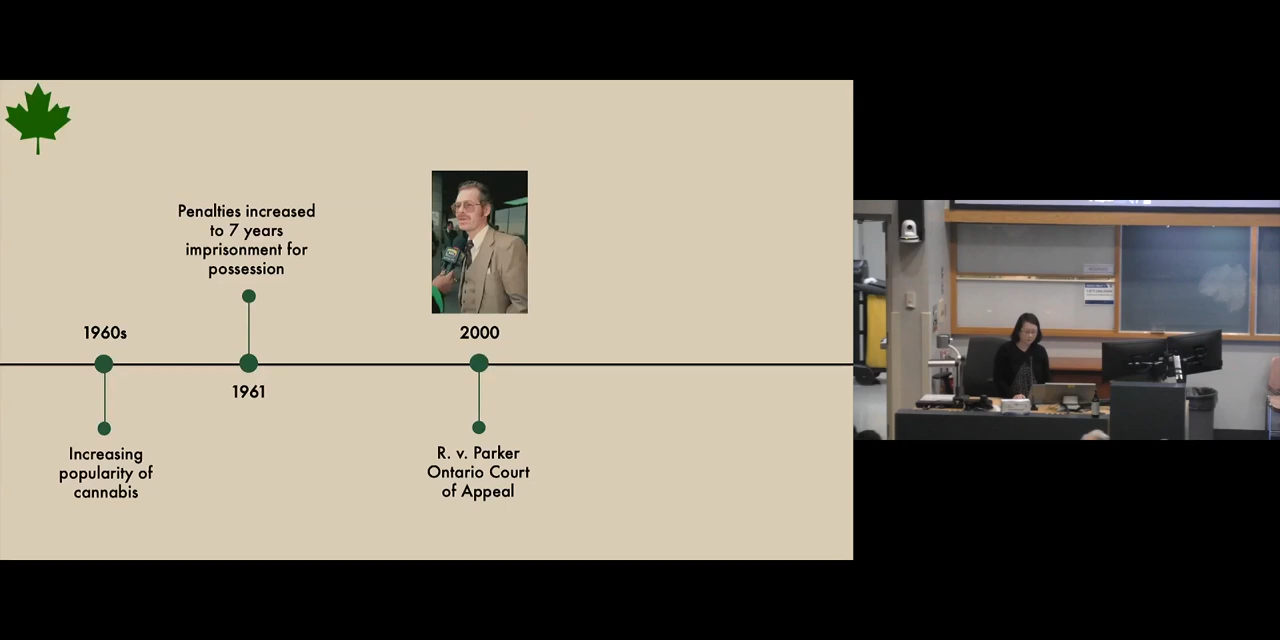 Penalties increased
to 7 years
imprisonment for
possession
1960s
2000
1961
Increasing
popularity of
cannabis
R. v. Parker
Ontario Court
of Appeal